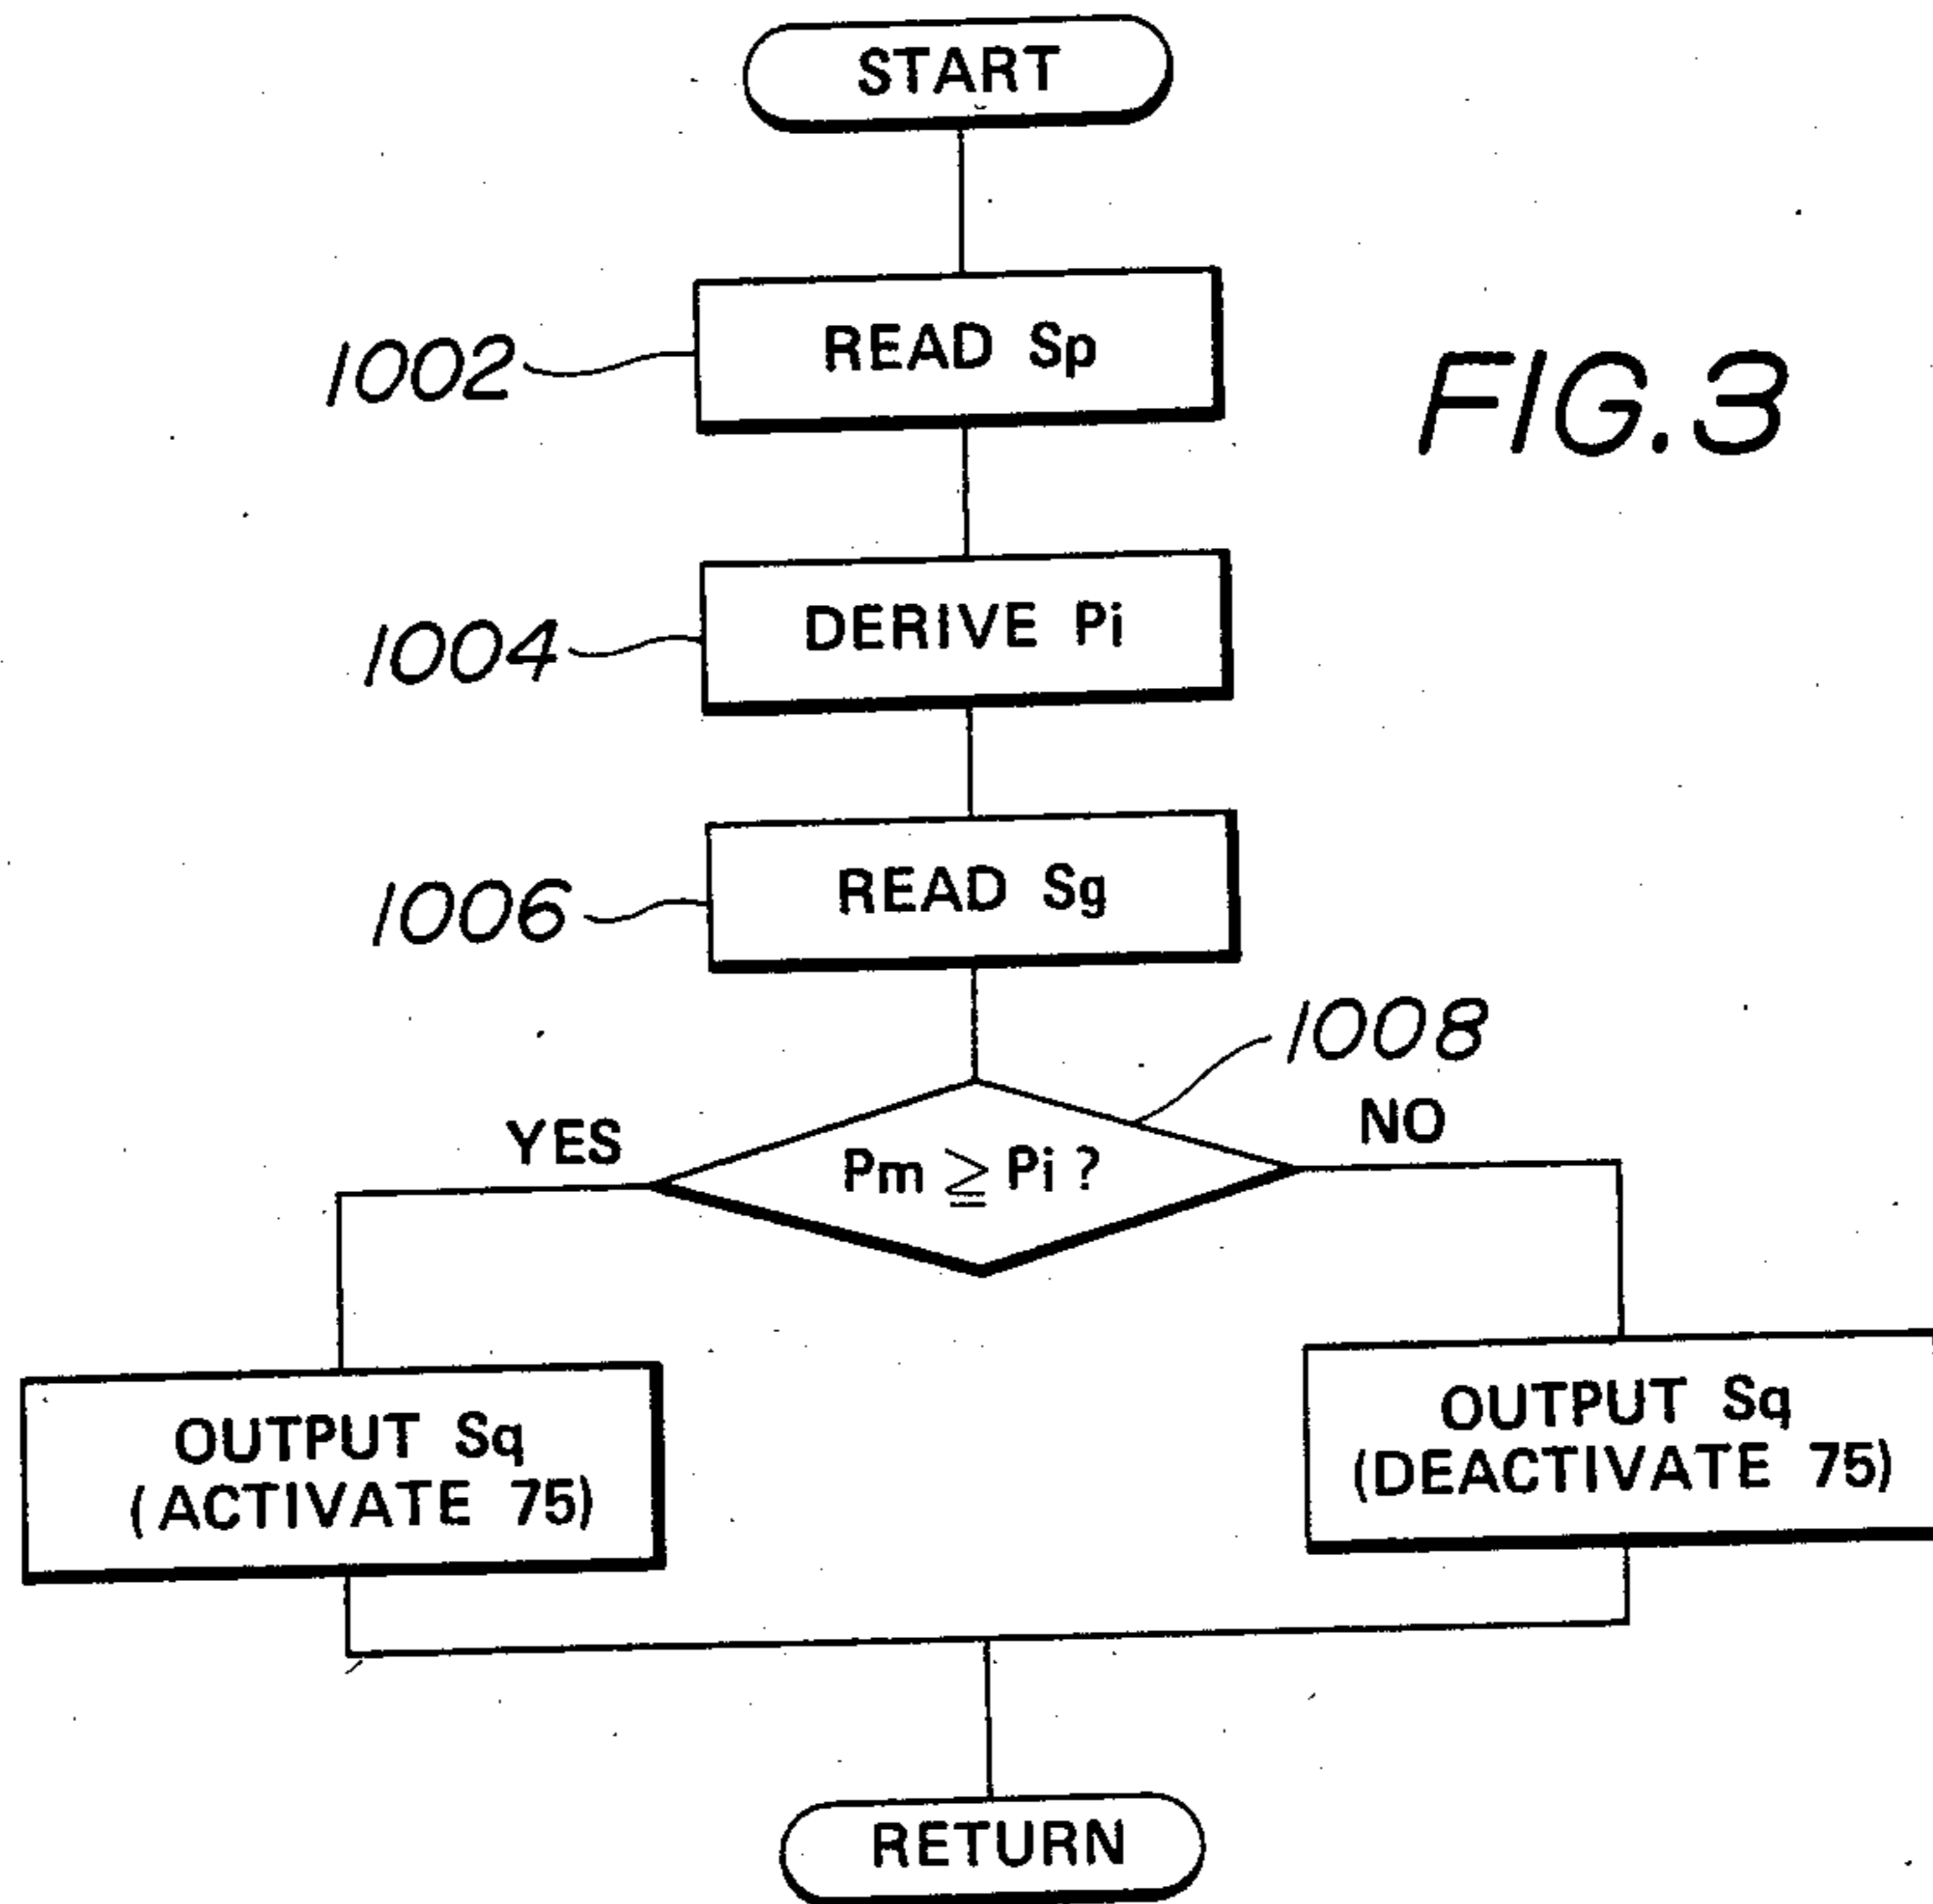 START
1002
READ Sp
FIG.3
1004
DERIVE Pi
1006
READ Sg
1008
YES
Pm ≧ Pi ?
NO
OUTPUT Sq
(ACTIVATE 75)
OUTPUT Sq
(DEACTIVATE 75)
RETURN